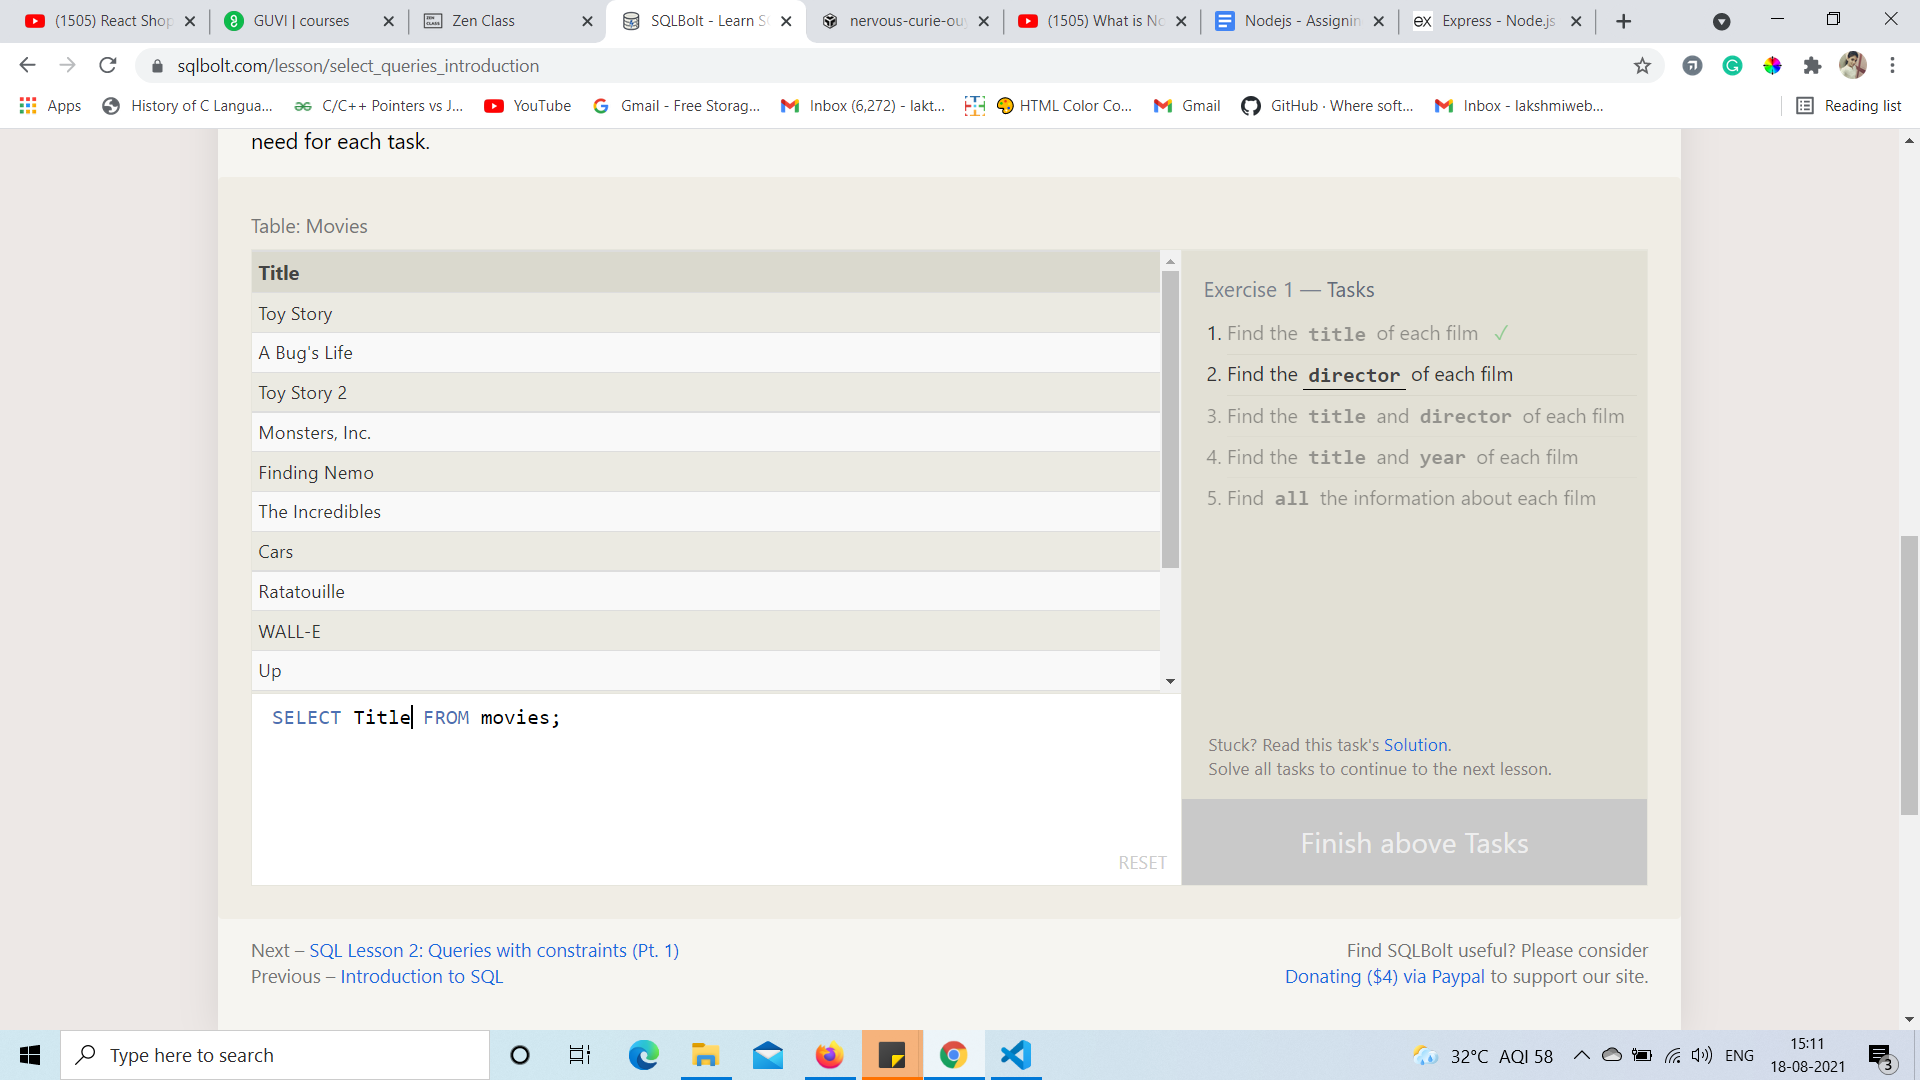 (1505) React Shop
GUVI | courses
Zen Class
SQLBolt - Learn S
nervous-curie-ou
(1505) What is No
Nodejs - Assignin
EX Express - Node.js
sqlbolt.com/lesson/select_queries_introduction
Apps
History of C Langua...
C/C++ Pointers vs J...
YouTube
Gmail - Free Storag...
Inbox (6,272) - lakt...
HTML Color Co...
Gmail
GitHub · Where soft...
Inbox - lakshmiweb...
Reading list
need for each task.
Table: Movies
Title
Toy Story
A Bug's Life
Toy Story 2
Monsters, Inc.
Finding Nemo
The Incredibles
Cars
Ratatouille
WALL-E
Up
SELECT Title FROM movies;
RESET
Exercise 1 — Tasks
1. Find the title of each film ✓
2. Find the director of each film
3. Find the title and director of each film
4. Find the title and year of each film
5. Find all the information about each film
Stuck? Read this task's Solution.
Solve all tasks to continue to the next lesson.
Finish above Tasks
Next – SQL Lesson 2: Queries with constraints (Pt. 1)
Previous – Introduction to SQL
Find SQLBolt useful? Please consider
Donating ($4) via Paypal to support our site.
Type here to search
32°C AQI 58
ENG
15:11
18-08-2021
3